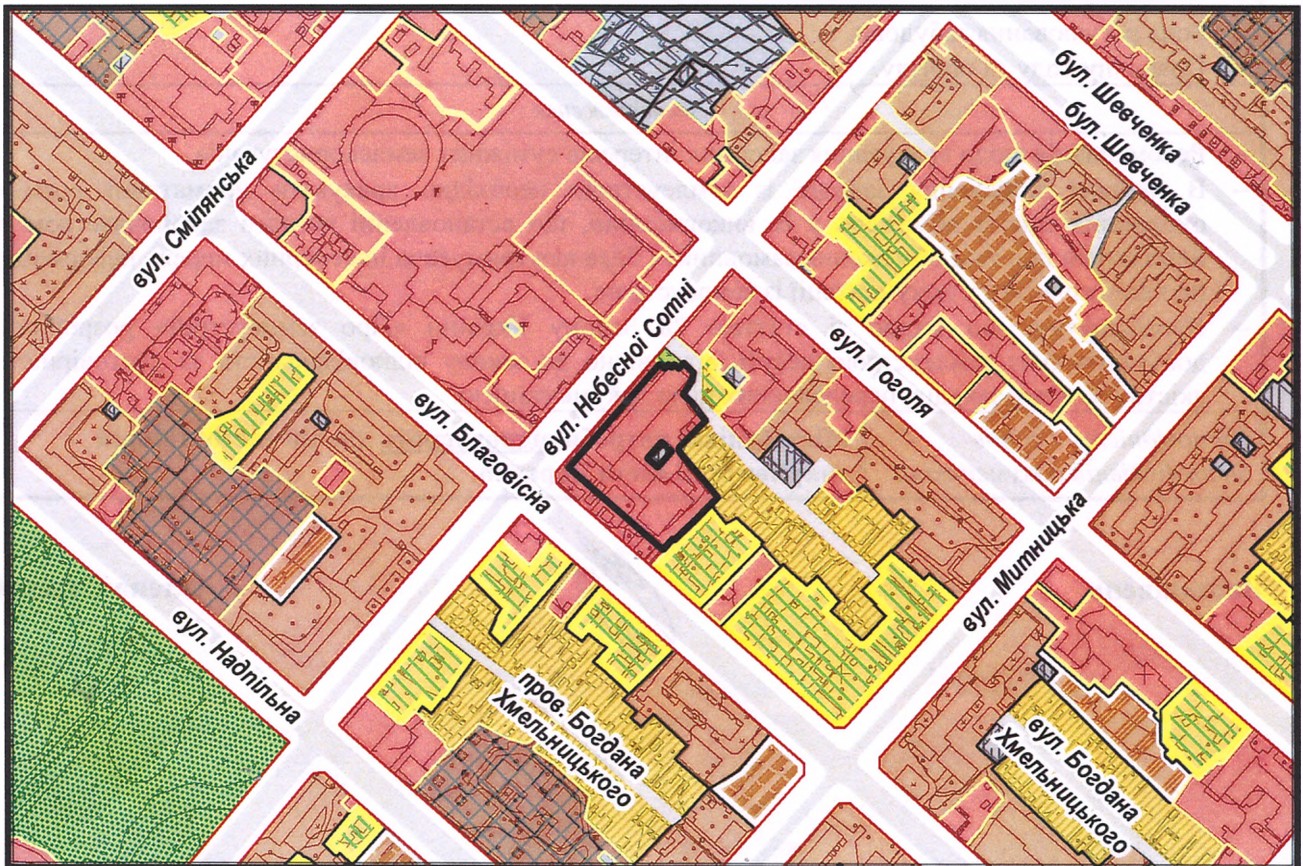 бул. Шевченка
бул. Шевченка
вул. Смілянська
вул. Небесної Сотні
вул. Гоголя
вул. Благовісна
вул. Митницька
вул. Надпільна
пров. Богдана
Хмельницького
вул. Богдана
Хмельницького